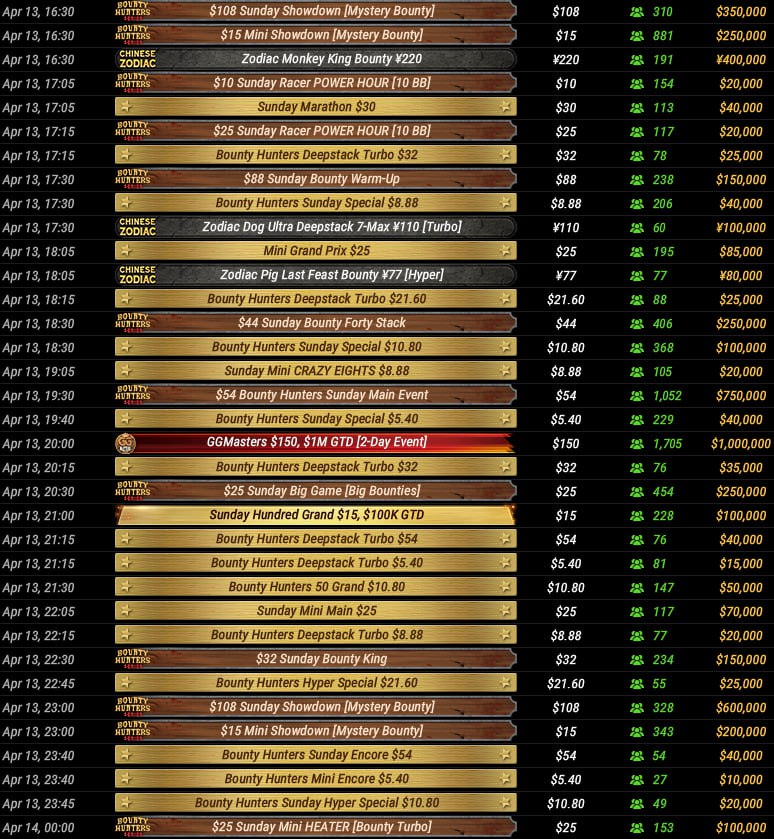 Apr 13, 16:30 BOUNTY HUNTERS $108 Sunday Showdown [Mystery Bounty] $108 310 $350,000
Apr 13, 16:30 BOUNTY HUNTERS $15 Mini Showdown [Mystery Bounty] $15 881 $250,000
Apr 13, 16:30 CHINESE ZODIAC Zodiac Monkey King Bounty ¥220 ¥220 191 ¥400,000
Apr 13, 17:05 BOUNTY HUNTERS $10 Sunday Racer POWER HOUR [10 BB] $10 154 $20,000
Apr 13, 17:05 Sunday Marathon $30 $30 113 $40,000
Apr 13, 17:15 BOUNTY HUNTERS $25 Sunday Racer POWER HOUR [10 BB] $25 117 $20,000
Apr 13, 17:15 Bounty Hunters Deepstack Turbo $32 $32 78 $25,000
Apr 13, 17:30 BOUNTY HUNTERS $88 Sunday Bounty Warm-Up $88 238 $150,000
Apr 13, 17:30 Bounty Hunters Sunday Special $8.88 $8.88 206 $40,000
Apr 13, 17:30 CHINESE ZODIAC Zodiac Dog Ultra Deepstack 7-Max ¥110 [Turbo] ¥110 60 ¥100,000
Apr 13, 18:05 Mini Grand Prix $25 $25 195 $85,000
Apr 13, 18:05 CHINESE ZODIAC Zodiac Pig Last Feast Bounty ¥77 [Hyper] ¥77 77 ¥80,000
Apr 13, 18:15 Bounty Hunters Deepstack Turbo $21.60 $21.60 88 $25,000
Apr 13, 18:30 BOUNTY HUNTERS $44 Sunday Bounty Forty Stack $44 406 $250,000
Apr 13, 18:30 Bounty Hunters Sunday Special $10.80 $10.80 368 $100,000
Apr 13, 19:05 Sunday Mini CRAZY EIGHTS $8.88 $8.88 105 $20,000
Apr 13, 19:30 BOUNTY HUNTERS $54 Bounty Hunters Sunday Main Event $54 1,052 $750,000
Apr 13, 19:40 Bounty Hunters Sunday Special $5.40 $5.40 229 $40,000
Apr 13, 20:00 GGMasters $150, $1M GTD [2-Day Event] $150 1,705 $1,000,000
Apr 13, 20:15 Bounty Hunters Deepstack Turbo $32 $32 76 $35,000
Apr 13, 20:30 BOUNTY HUNTERS $25 Sunday Big Game [Big Bounties] $25 454 $250,000
Apr 13, 21:00 Sunday Hundred Grand $15, $100K GTD $15 228 $100,000
Apr 13, 21:15 Bounty Hunters Deepstack Turbo $54 $54 76 $40,000
Apr 13, 21:15 Bounty Hunters Deepstack Turbo $5.40 $5.40 81 $15,000
Apr 13, 21:30 Bounty Hunters 50 Grand $10.80 $10.80 147 $50,000
Apr 13, 22:05 Sunday Mini Main $25 $25 117 $70,000
Apr 13, 22:15 Bounty Hunters Deepstack Turbo $8.88 $8.88 77 $20,000
Apr 13, 22:30 BOUNTY HUNTERS $32 Sunday Bounty King $32 234 $150,000
Apr 13, 22:45 Bounty Hunters Hyper Special $21.60 $21.60 55 $25,000
Apr 13, 23:00 BOUNTY HUNTERS $108 Sunday Showdown [Mystery Bounty] $108 328 $600,000
Apr 13, 23:00 BOUNTY HUNTERS $15 Mini Showdown [Mystery Bounty] $15 343 $200,000
Apr 13, 23:40 Bounty Hunters Sunday Encore $54 $54 54 $40,000
Apr 13, 23:40 Bounty Hunters Mini Encore $5.40 $5.40 27 $10,000
Apr 13, 23:45 Bounty Hunters Sunday Hyper Special $10.80 $10.80 49 $20,000
Apr 14, 00:00 BOUNTY HUNTERS $25 Sunday Mini HEATER [Bounty Turbo] $25 153 $100,000